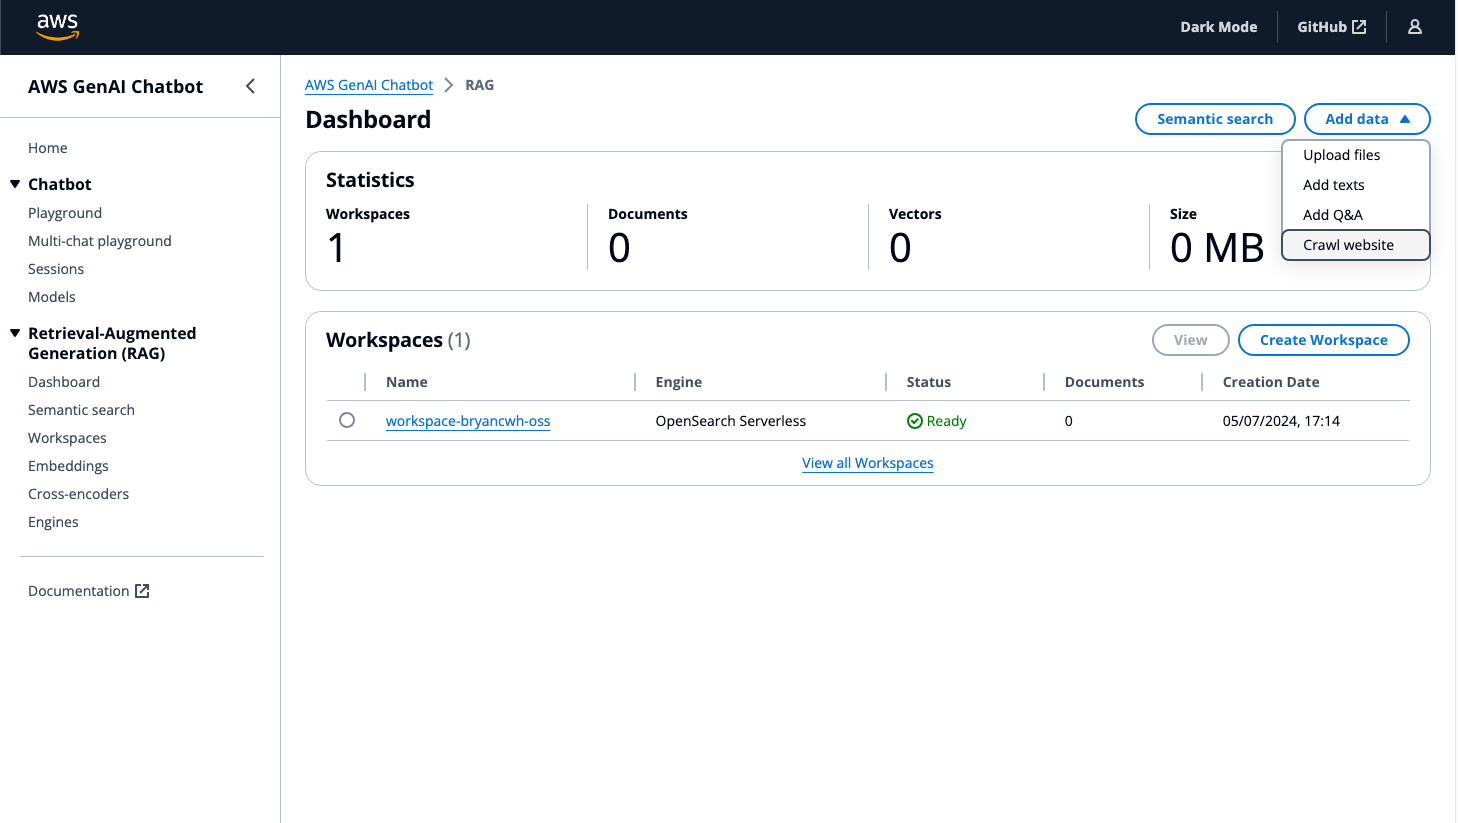 aws
Dark Mode
GitHub
AWS GenAI Chatbot
Home
Chatbot
Playground
Multi-chat playground
Sessions
Models
Retrieval-Augmented
Generation (RAG)
Dashboard
Semantic search
Workspaces
Embeddings
Cross-encoders
Engines
Documentation
AWS GenAI Chatbot
RAG
Dashboard
Semantic search
Add data
Upload files
Add texts
Add Q&A
Crawl website
Statistics
Workspaces
1
Documents
0
Vectors
0
Size
0 MB
Workspaces (1)
View
Create Workspace
Name Engine Status Documents Creation Date
workspace-bryancwh-oss OpenSearch Serverless Ready 0 05/07/2024, 17:14
View all Workspaces